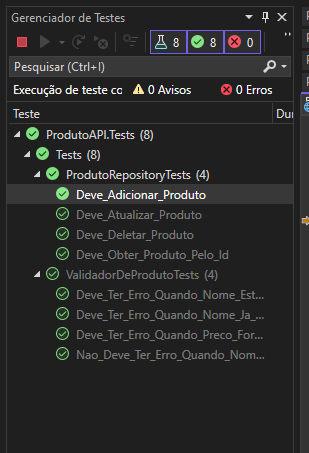 Gerenciador de Testes
8 8 0
Pesquisar (Ctrl+I)
Execução de teste co 0 Avisos 0 Erros
Teste Dur
ProdutoAPI.Tests (8)
Tests (8)
ProdutoRepositoryTests (4)
Deve_Adicionar_Produto
Deve_Atualizar_Produto
Deve_Deletar_Produto
Deve_Obter_Produto_Pelo_Id
ValidadorDeProdutoTests (4)
Deve_Ter_Erro_Quando_Nome_Est...
Deve_Ter_Erro_Quando_Nome_Ja_...
Deve_Ter_Erro_Quando_Preco_For...
Nao_Deve_Ter_Erro_Quando_Nom...